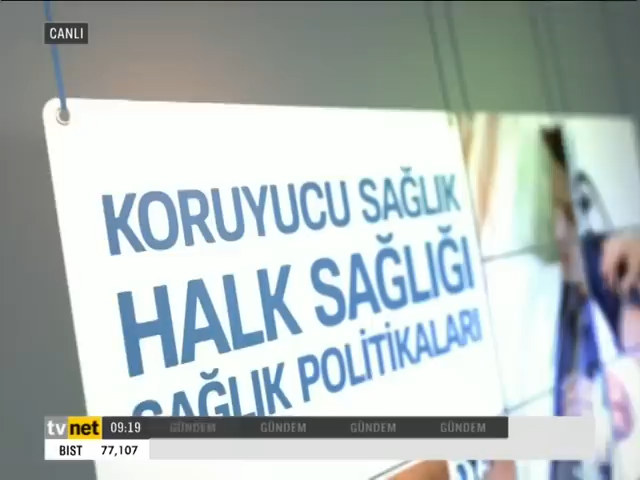 CANLI
KORUYUCU SAĞLIK
HALK SAĞLIĞI
SAĞLIK POLİTİKALARI
tvnet 09:19 GÜNDEM GÜNDEM GÜNDEM GÜNDEM
BIST 77,107